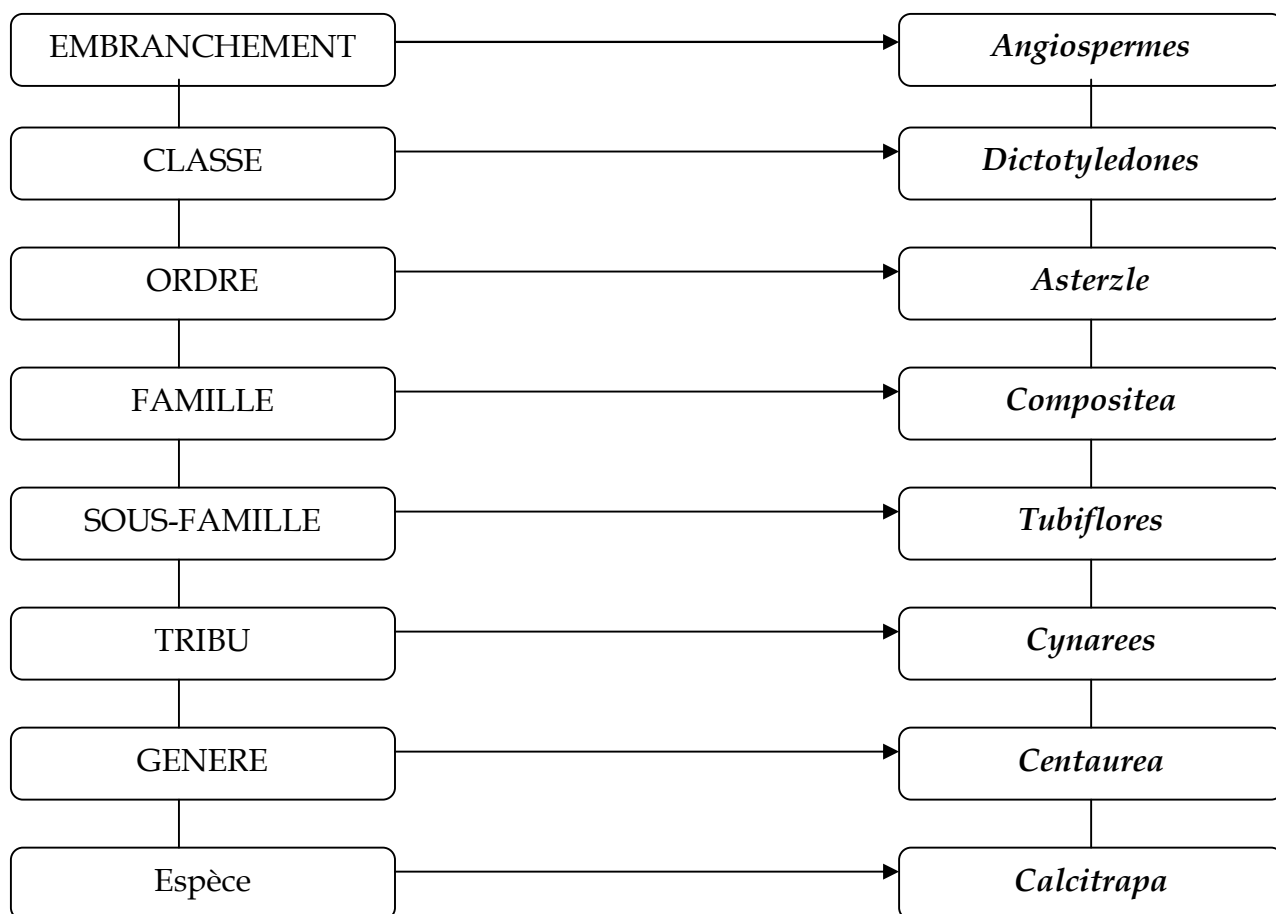 EMBRANCHEMENT
Angiospermes
CLASSE
Dictotyledones
ORDRE
Asterzle
FAMILLE
Compositea
SOUS-FAMILLE
Tubiflores
TRIBU
Cynarees
GENERE
Centaurea
Espèce
Calcitrapa